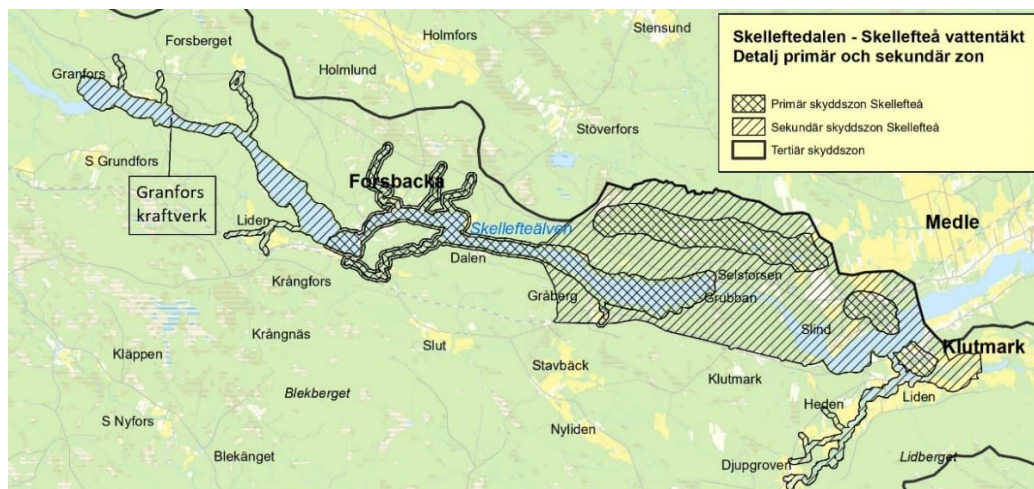 Skelleftedalen - Skellefteå vattentäkt
Detalj primär och sekundär zon
Primär skyddszon Skellefteå
Sekundär skyddszon Skellefteå
Tertiär skyddszon
Forsberget
Holmfors
Stensund
Granfors
Holmlund
Stöverfors
S Grundfors
Granfors
kraftverk
Forsbacka
Liden
Skellefteälven
Medle
Dalen
Krångfors
Selsforsen
Gråberg
Grubban
Krångnäs
Slind
Klutmark
Kläppen
Slut
Stavbäck
Klutmark
Blekberget
Heden
Liden
S Nyfors
Nyliden
Blekänget
Djupgroven
Lidberget